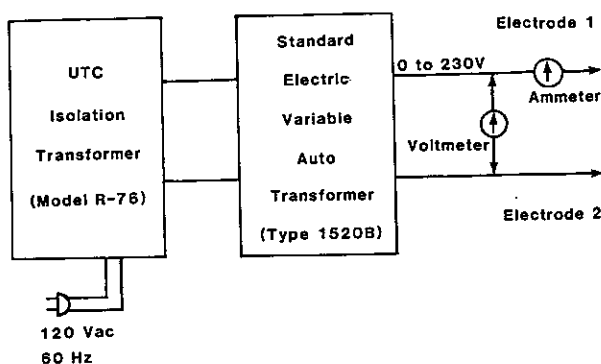 UTC
Isolation
Transformer
(Model R-76)
120 Vac
60 Hz
Standard
Electric
Variable
Auto
Transformer
(Type 1520B)
0 to 230V
Electrode 1
Ammeter
Voltmeter
Electrode 2